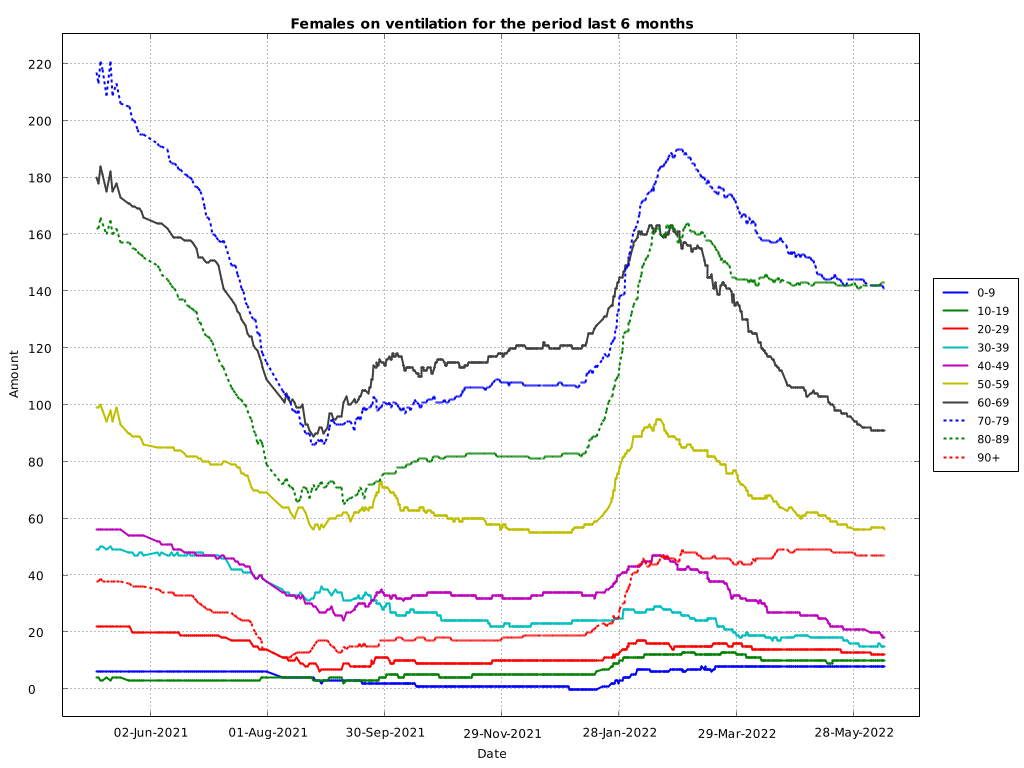 Females on ventilation for the period last 6 months
220
200
180
160
140
120
100
80
60
40
20
0
Amount
02-Jun-2021
01-Aug-2021
30-Sep-2021
29-Nov-2021
28-Jan-2022
29-Mar-2022
28-May-2022
Date
0-9
10-19
20-29
30-39
40-49
50-59
60-69
70-79
80-89
90+